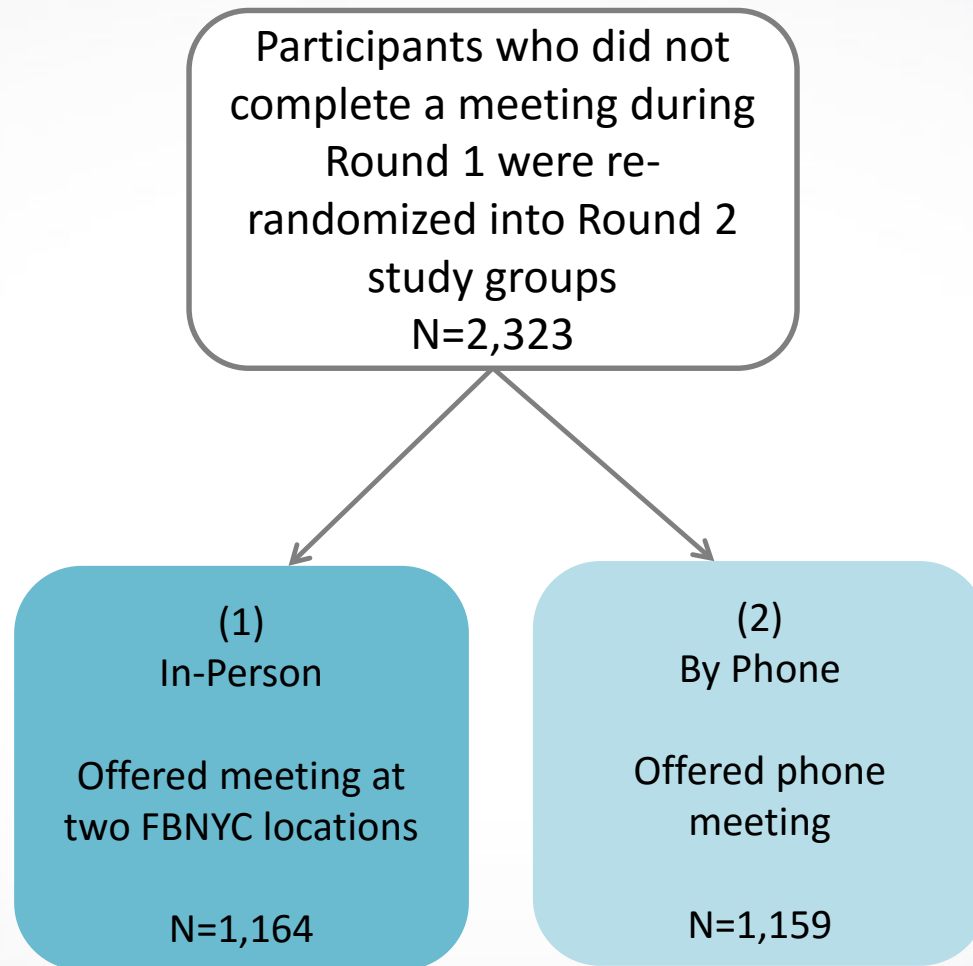 Participants who did not
complete a meeting during
Round 1 were re-
randomized into Round 2
study groups
N=2,323
(1)
In-Person
Offered meeting at
two FBNYC locations
N=1,164
(2)
By Phone
Offered phone
meeting
N=1,159